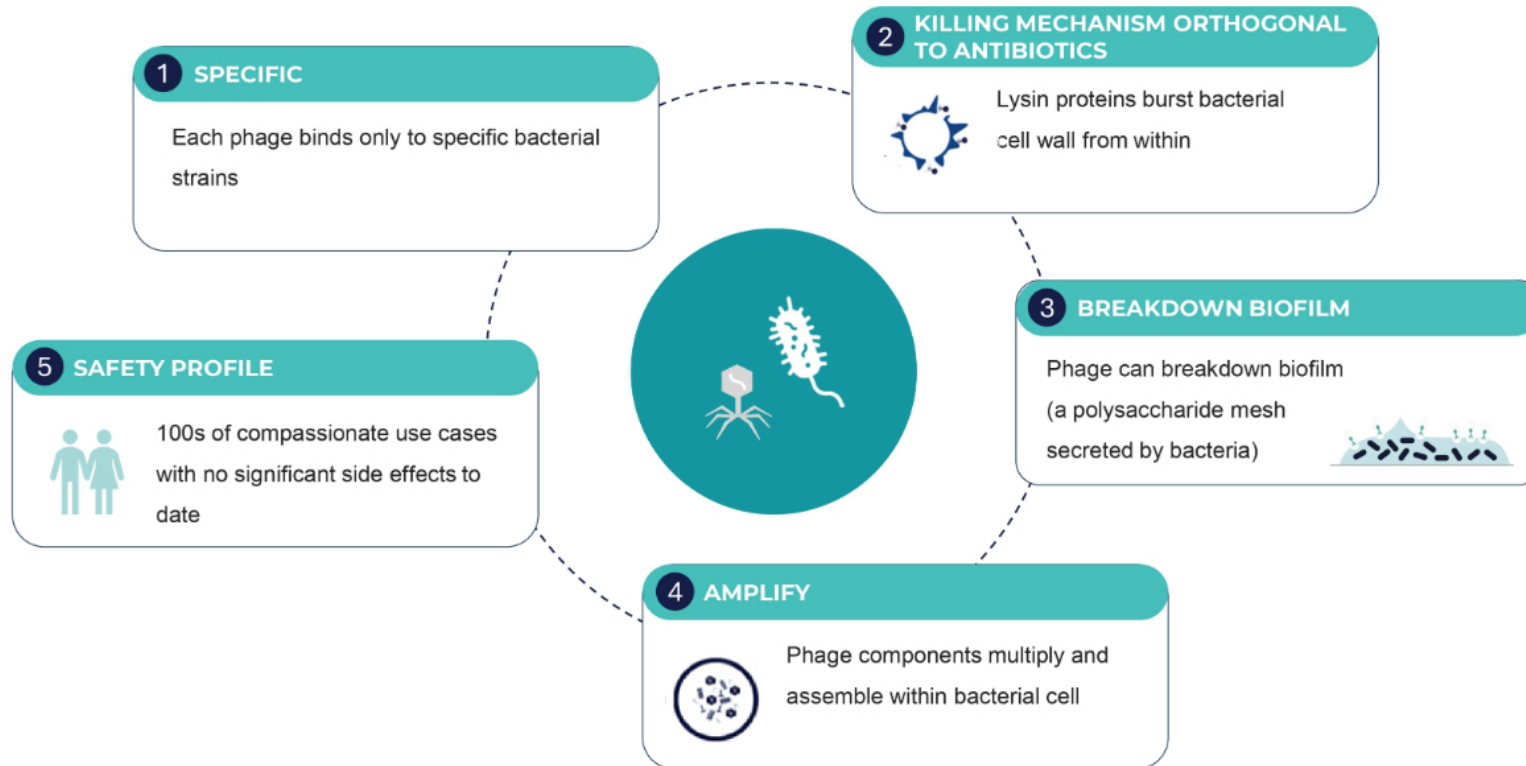 1 SPECIFIC
Each phage binds only to specific bacterial
strains
2 KILLING MECHANISM ORTHOGONAL
TO ANTIBIOTICS
Lysin proteins burst bacterial
cell wall from within
3 BREAKDOWN BIOFILM
Phage can breakdown biofilm
(a polysaccharide mesh
secreted by bacteria)
4 AMPLIFY
Phage components multiply and
assemble within bacterial cell
5 SAFETY PROFILE
100s of compassionate use cases
with no significant side effects to
date